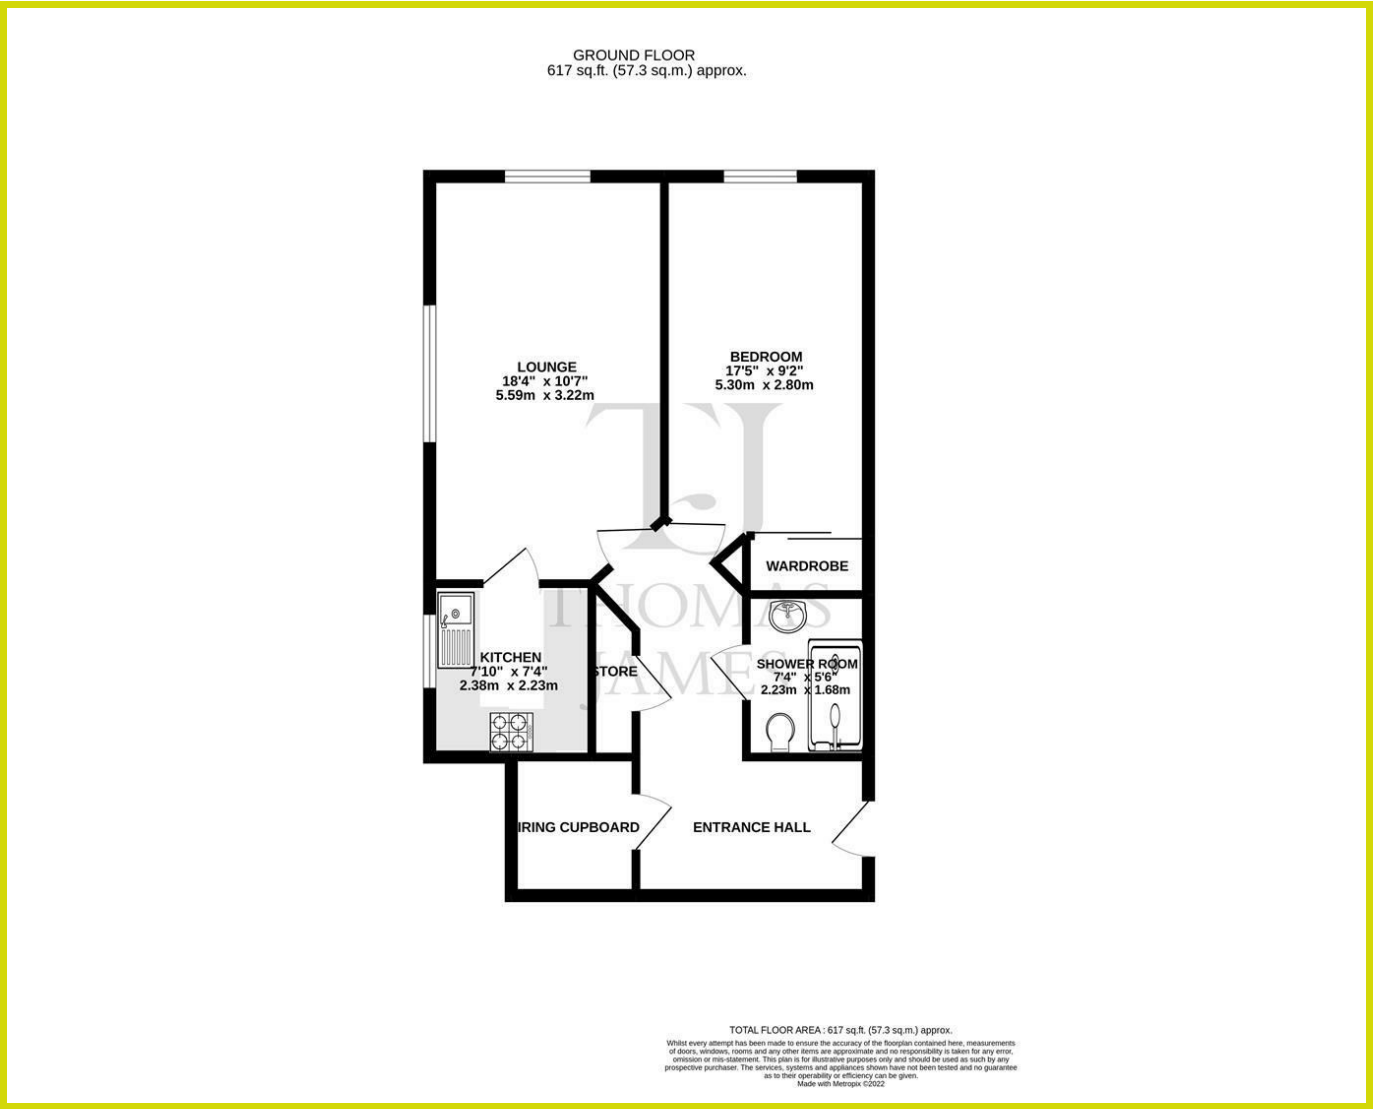 GROUND FLOOR
617 sq.ft. (57.3 sq.m.) approx.
LOUNGE
18'4" x 10'7"
5.59m x 3.22m
BEDROOM
17'5" x 9'2"
5.30m x 2.80m
TJ
THOMAS
JAMES
WARDROBE
KITCHEN
7'10" x 7'4"
2.38m x 2.23m
STORE
SHOWER ROOM
7'4" x 5'6"
2.23m x 1.68m
IRING CUPBOARD
ENTRANCE HALL
TOTAL FLOOR AREA : 617 sq.ft. (57.3 sq.m.) approx.
Whilst every attempt has been made to ensure the accuracy of the floorplan contained here, measurements
of doors, windows, rooms and any other items are approximate and no responsibility is taken for any error,
omission or mis-statement. This plan is for illustrative purposes only and should be used as such by any
prospective purchaser. The services, systems and appliances shown have not been tested and no guarantee
as to their operability or efficiency can be given.
Made with Metropix ©2022